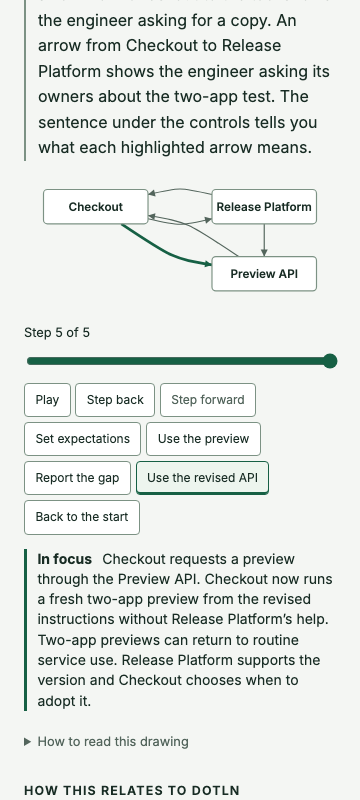 the engineer asking for a copy. An
arrow from Checkout to Release
Platform shows the engineer asking its
owners about the two-app test. The
sentence under the controls tells you
what each highlighted arrow means.
Checkout
Release Platform
Preview API
Step 5 of 5
Play
Step back
Step forward
Set expectations
Use the preview
Report the gap
Use the revised API
Back to the start
In focus Checkout requests a preview
through the Preview API. Checkout now runs
a fresh two-app preview from the revised
instructions without Release Platform’s help.
Two-app previews can return to routine
service use. Release Platform supports the
version and Checkout chooses when to
adopt it.
How to read this drawing
HOW THIS RELATES TO DOTLN